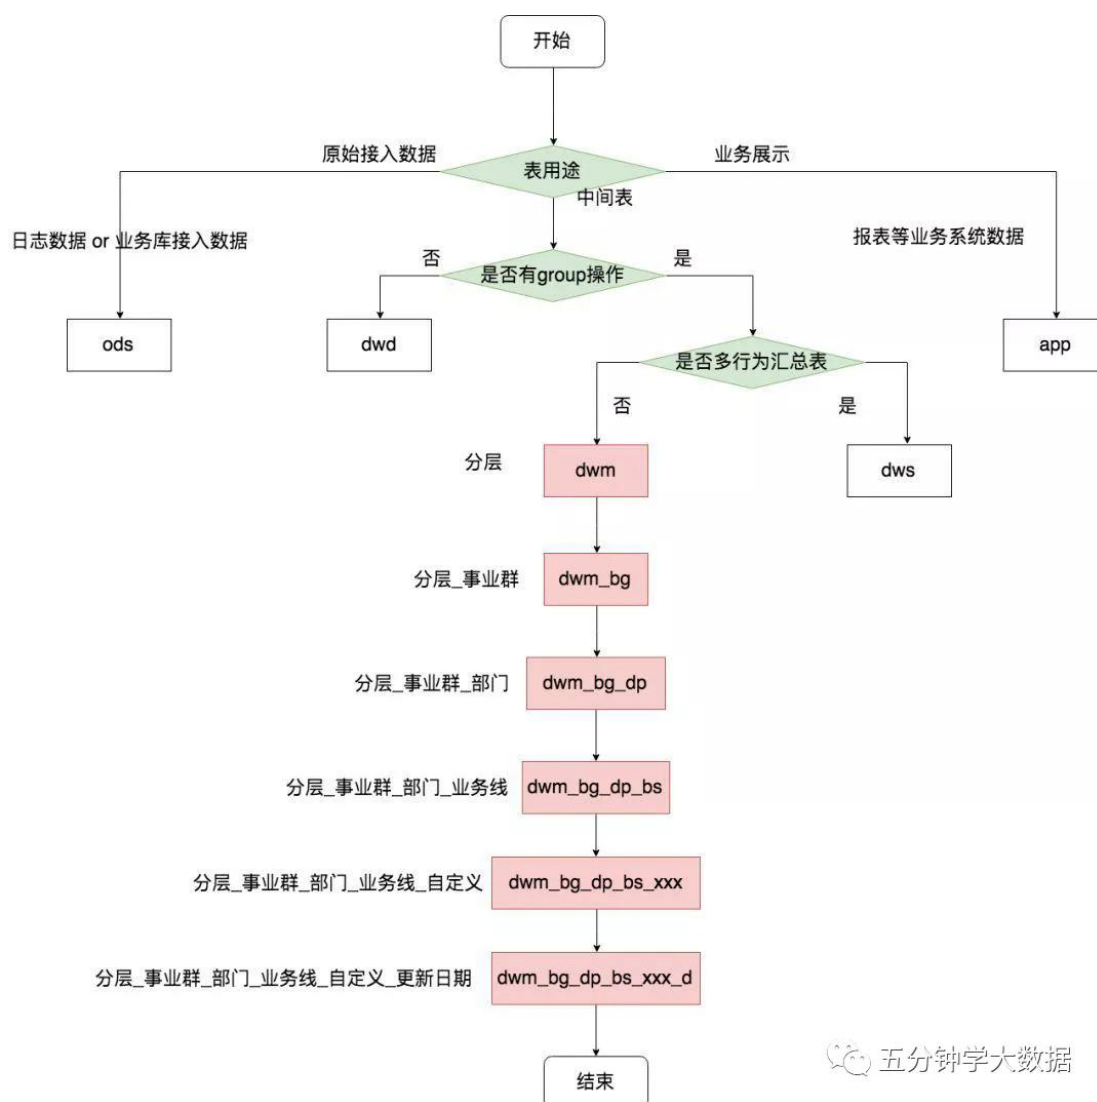 开始
原始接入数据
表用途
业务展示
中间表
日志数据 or 业务库接入数据
报表等业务系统数据
否
是否有group操作
是
ods
dwd
app
是否多行为汇总表
否
是
分层
dwm
dws
分层_事业群
dwm_bg
分层_事业群_部门
dwm_bg_dp
分层_事业群_部门_业务线
dwm_bg_dp_bs
分层_事业群_部门_业务线_自定义
dwm_bg_dp_bs_xxx
分层_事业群_部门_业务线_自定义_更新日期
dwm_bg_dp_bs_xxx_d
五分钟学大数据
结束